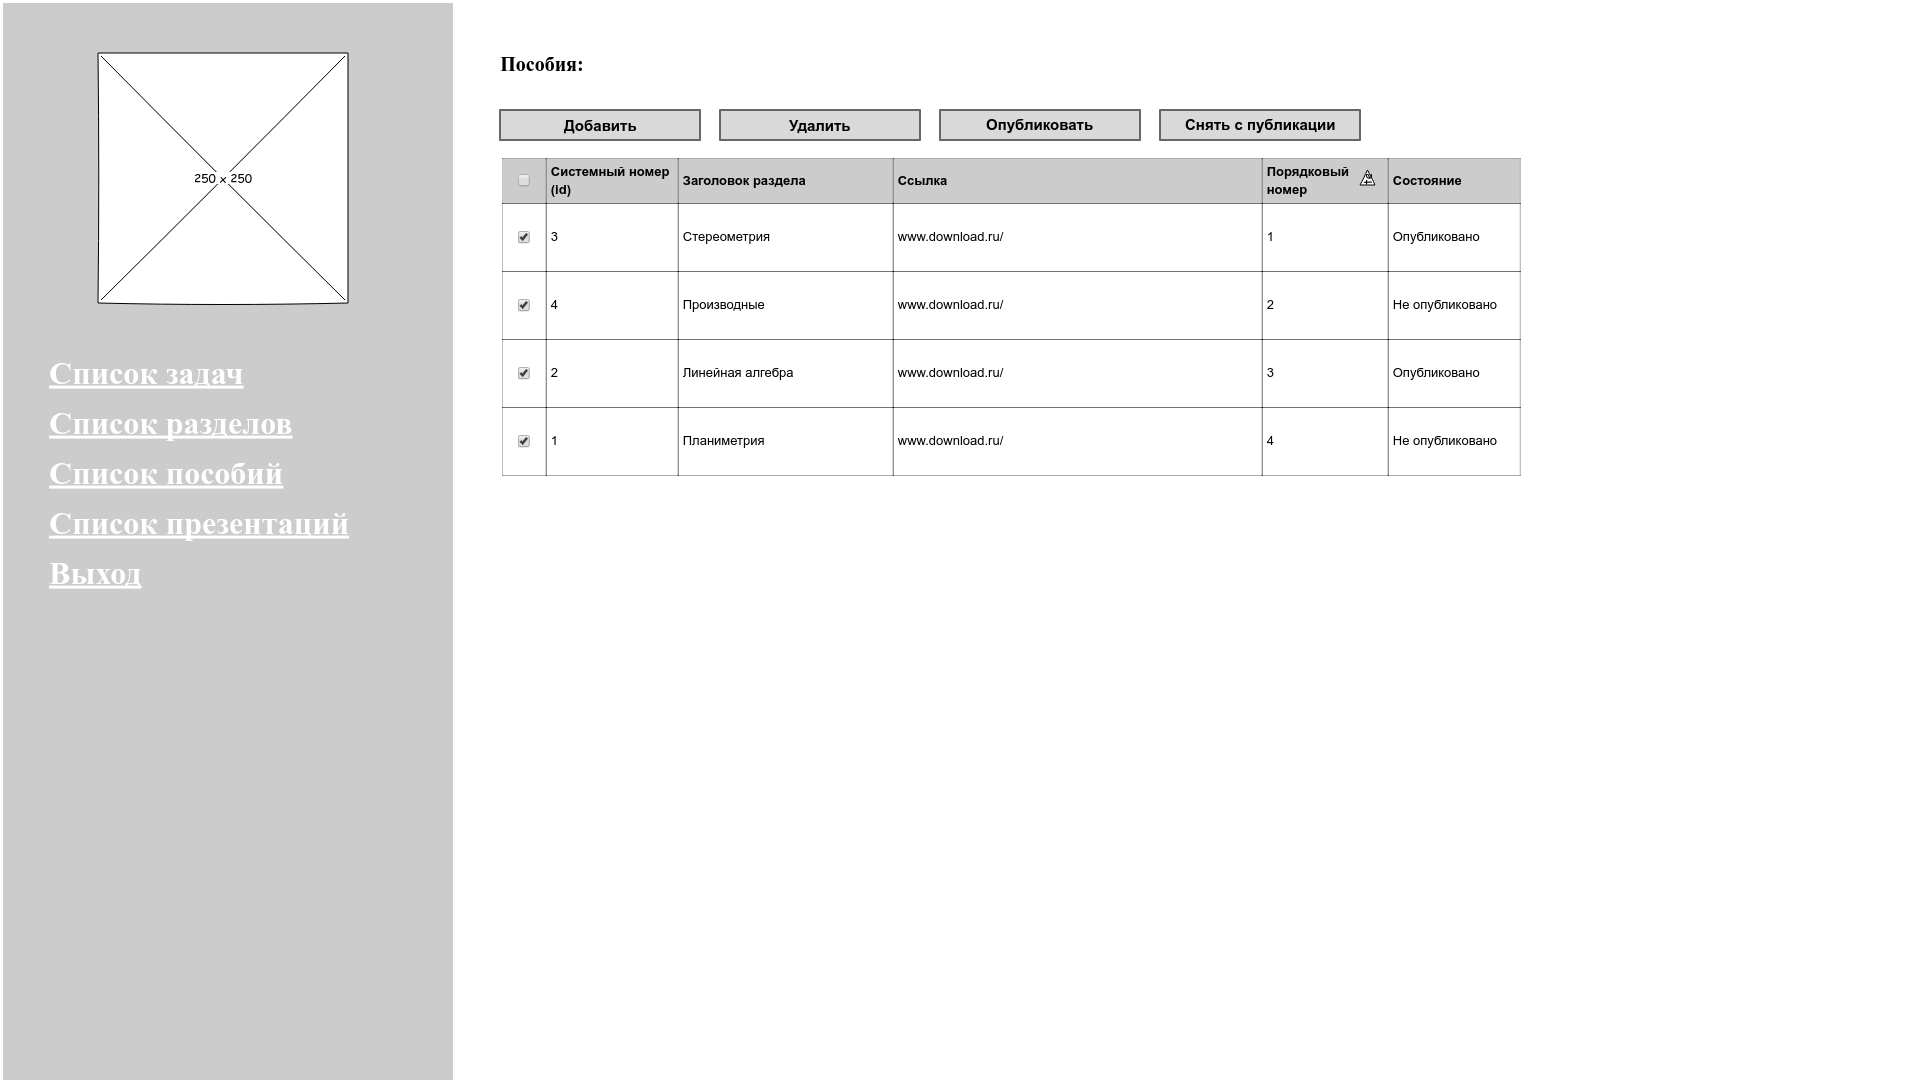 250 x 250
Список задач
Список разделов
Список пособий
Список презентаций
Выход
Пособия:
Добавить Удалить Опубликовать Снять с публикации
Системный номер (id) Заголовок раздела Ссылка Порядковый номер Состояние
3 Стереометрия www.download.ru/ 1 Опубликовано
4 Производные www.download.ru/ 2 Не опубликовано
2 Линейная алгебра www.download.ru/ 3 Опубликовано
1 Планиметрия www.download.ru/ 4 Не опубликовано